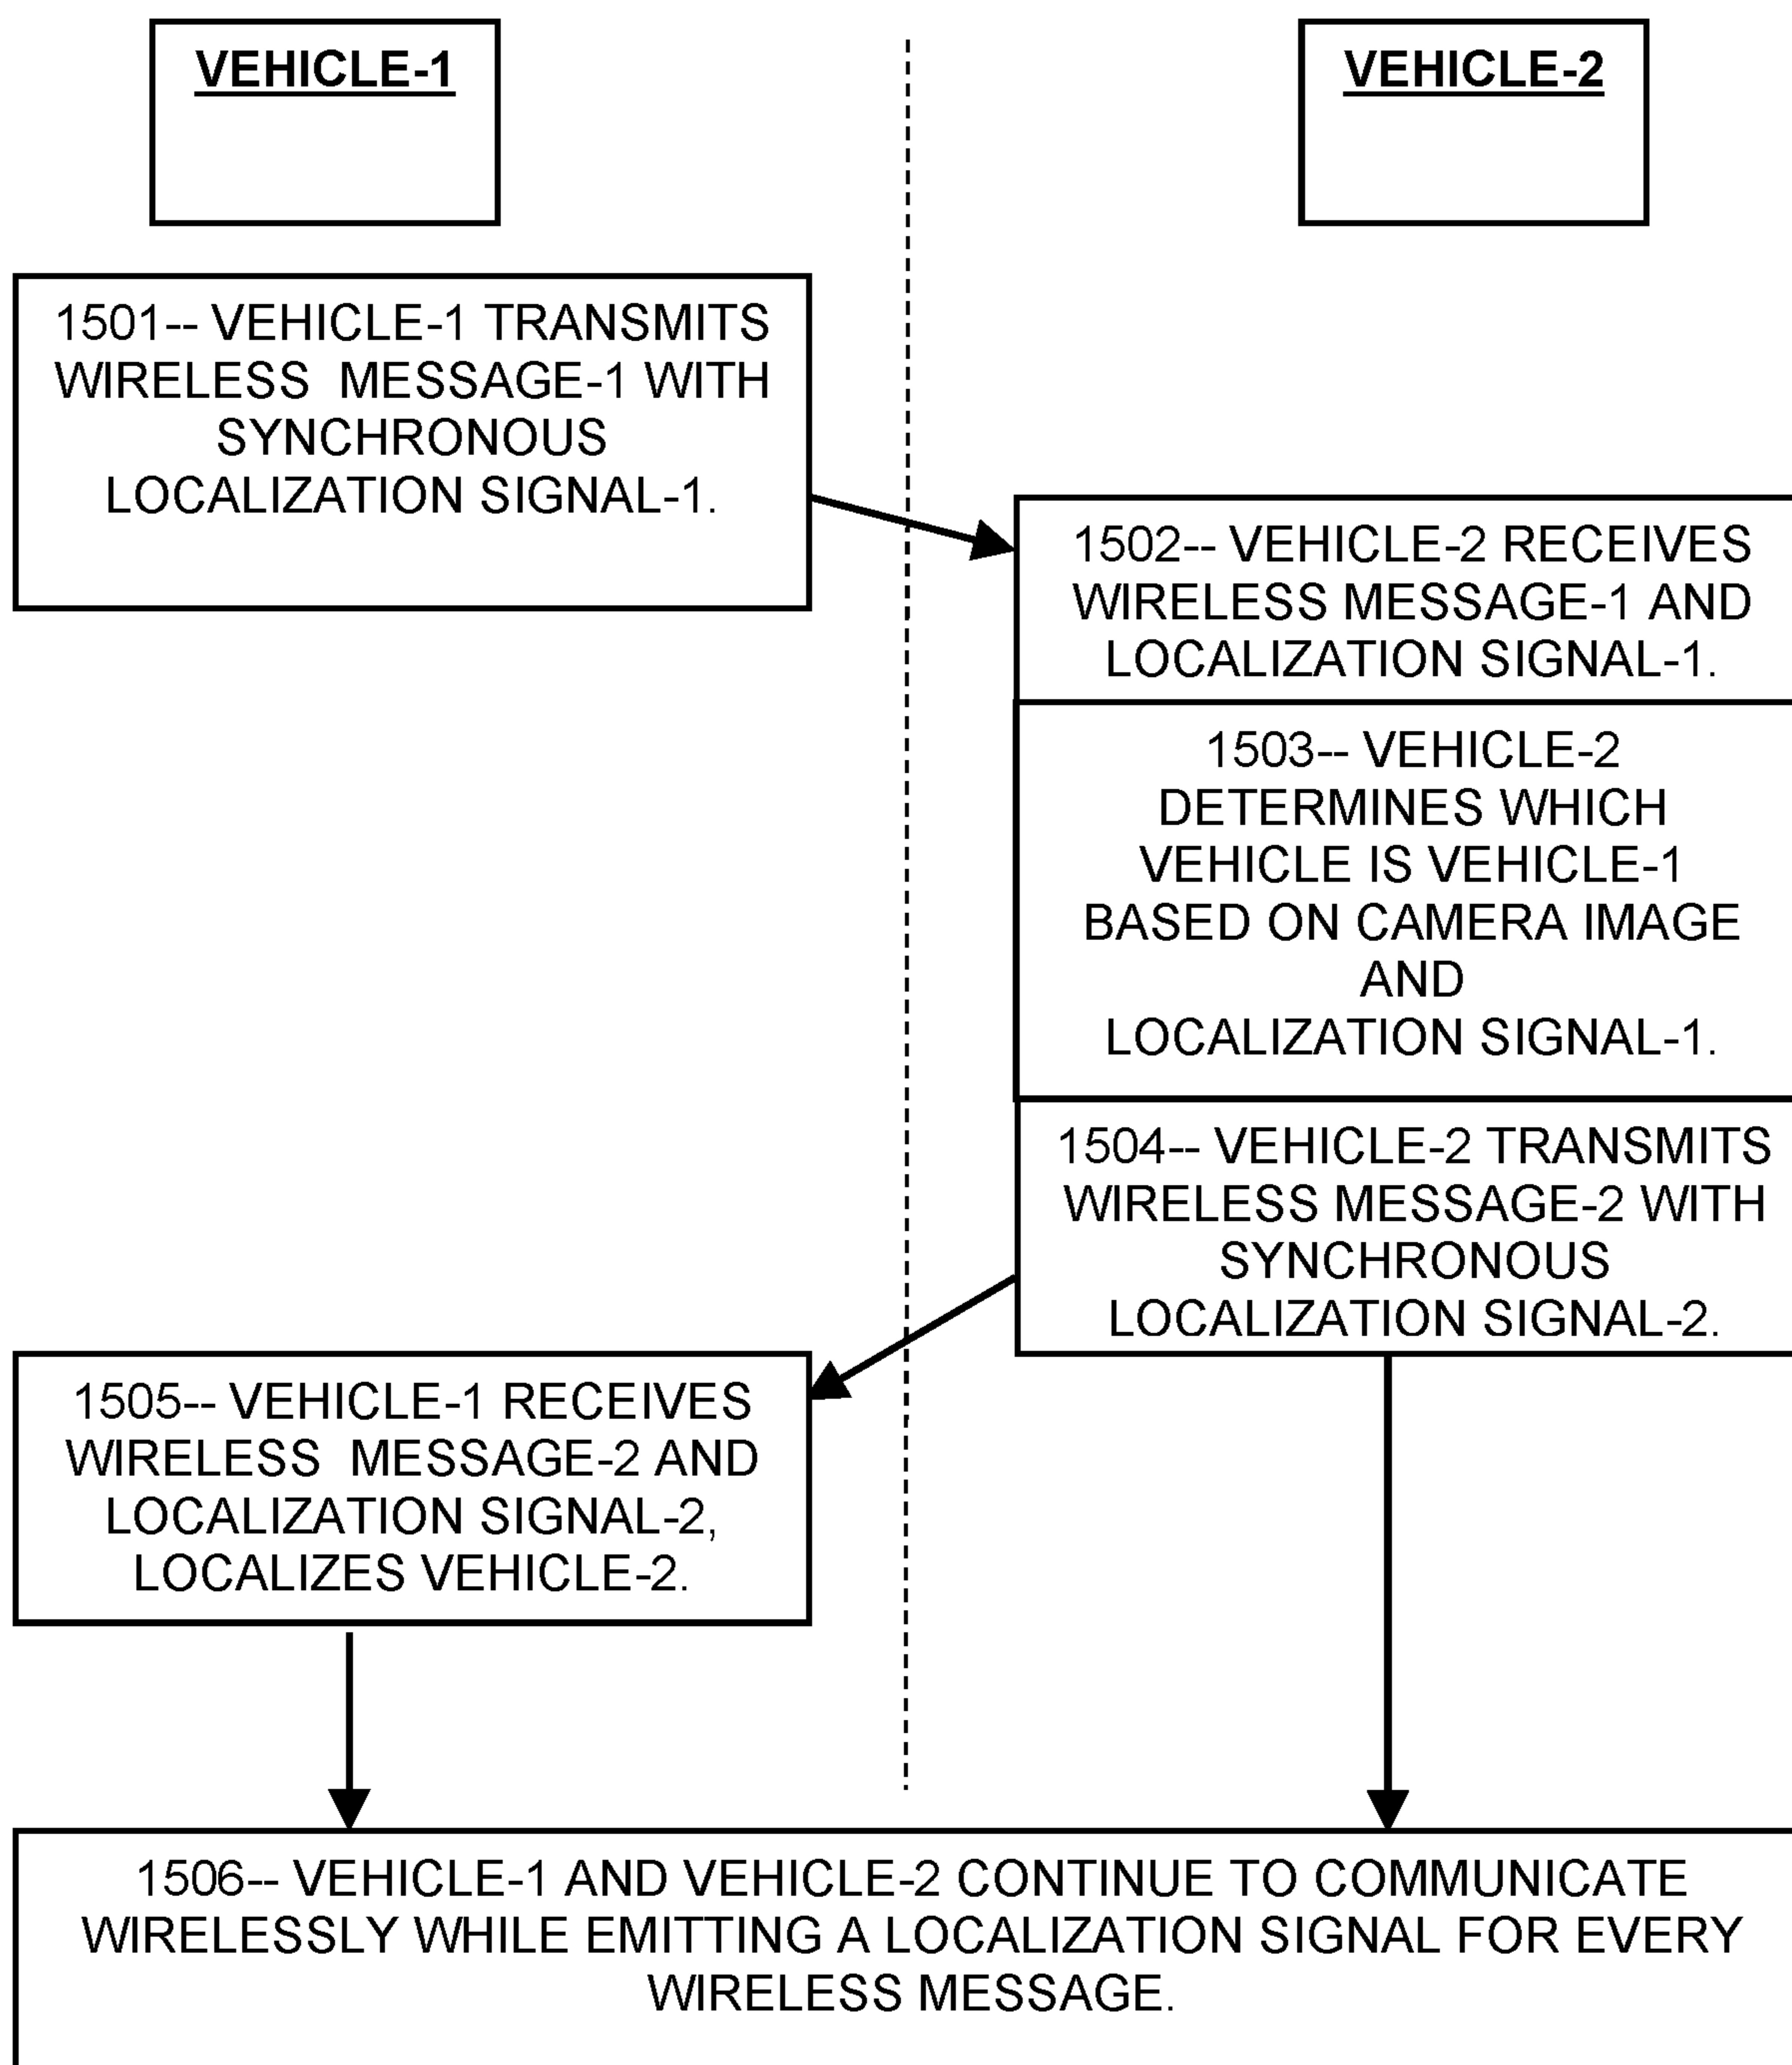 VEHICLE-1
VEHICLE-2
1501-- VEHICLE-1 TRANSMITS
WIRELESS MESSAGE-1 WITH
SYNCHRONOUS
LOCALIZATION SIGNAL-1.
1502-- VEHICLE-2 RECEIVES
WIRELESS MESSAGE-1 AND
LOCALIZATION SIGNAL-1.
1503-- VEHICLE-2
DETERMINES WHICH
VEHICLE IS VEHICLE-1
BASED ON CAMERA IMAGE
AND
LOCALIZATION SIGNAL-1.
1504-- VEHICLE-2 TRANSMITS
WIRELESS MESSAGE-2 WITH
SYNCHRONOUS
LOCALIZATION SIGNAL-2.
1505-- VEHICLE-1 RECEIVES
WIRELESS MESSAGE-2 AND
LOCALIZATION SIGNAL-2,
LOCALIZES VEHICLE-2.
1506-- VEHICLE-1 AND VEHICLE-2 CONTINUE TO COMMUNICATE
WIRELESSLY WHILE EMITTING A LOCALIZATION SIGNAL FOR EVERY
WIRELESS MESSAGE.